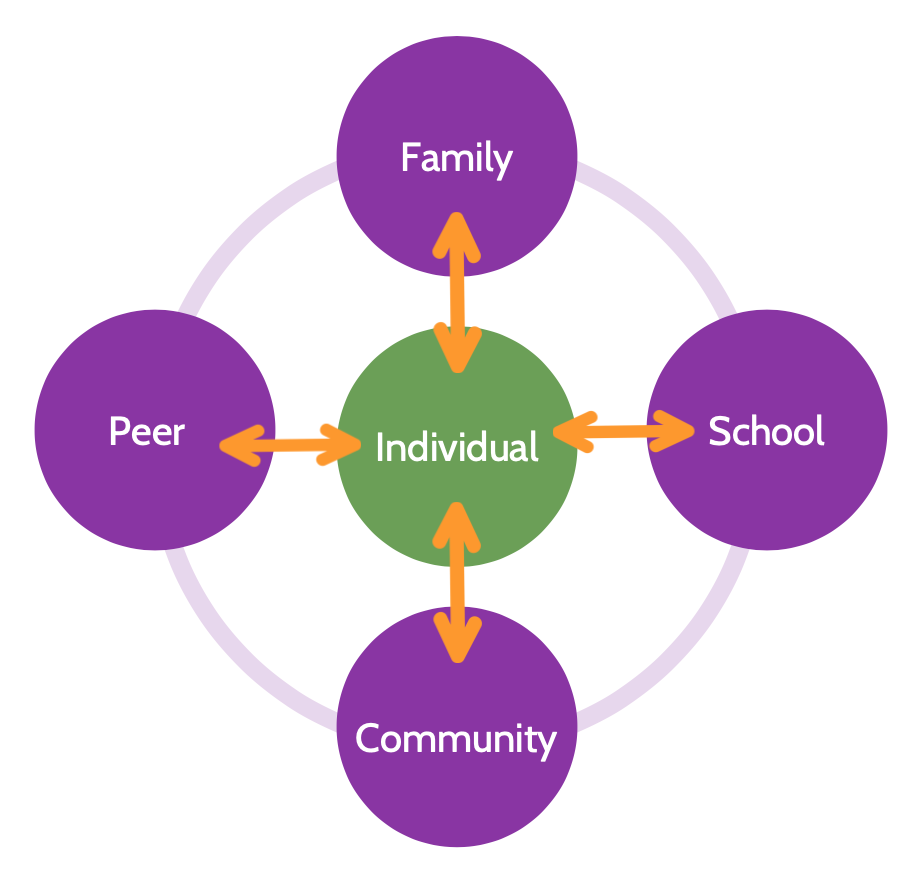 Family
Peer
Individual
School
Community